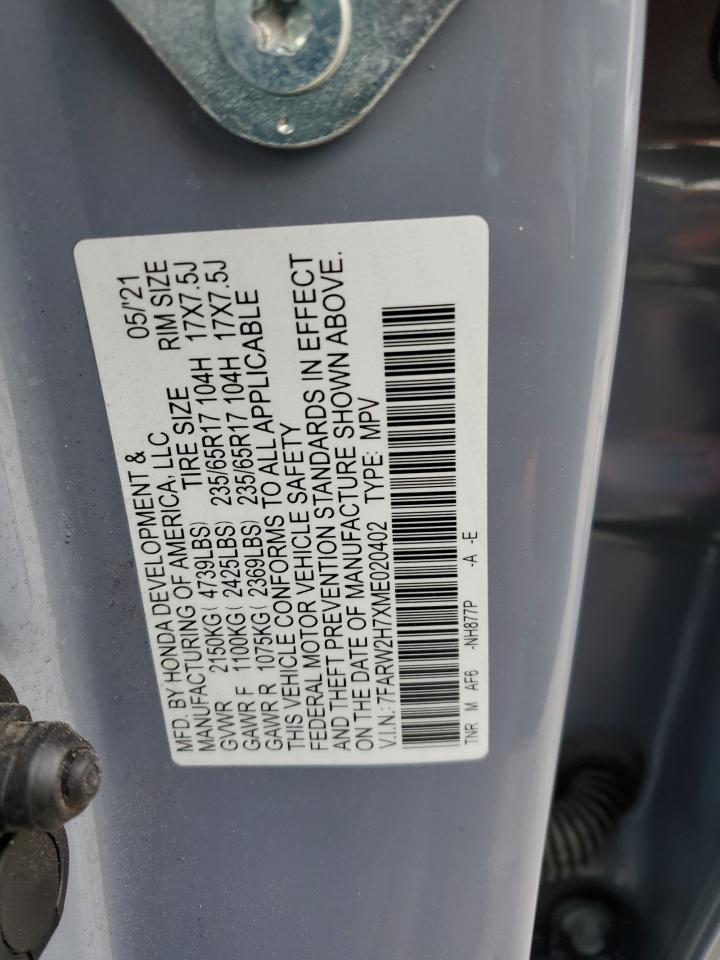 MFD. BY HONDA DEVELOPMENT & 05/'21
MANUFACTURING OF AMERICA, LLC
TIRE SIZE RIM SIZE
GVWR 2150KG( 4739LBS)
GAWR F 1100KG( 2425LBS) 235/65R17 104H 17X7.5J
GAWR R 1075KG( 2369LBS) 235/65R17 104H 17X7.5J
THIS VEHICLE CONFORMS TO ALL APPLICABLE
FEDERAL MOTOR VEHICLE SAFETY
AND THEFT PREVENTION STANDARDS IN EFFECT
ON THE DATE OF MANUFACTURE SHOWN ABOVE.
V.I.N.: 7FARW2H7XME020402 TYPE: MPV
TNR M AF6 -NH877P -A -E